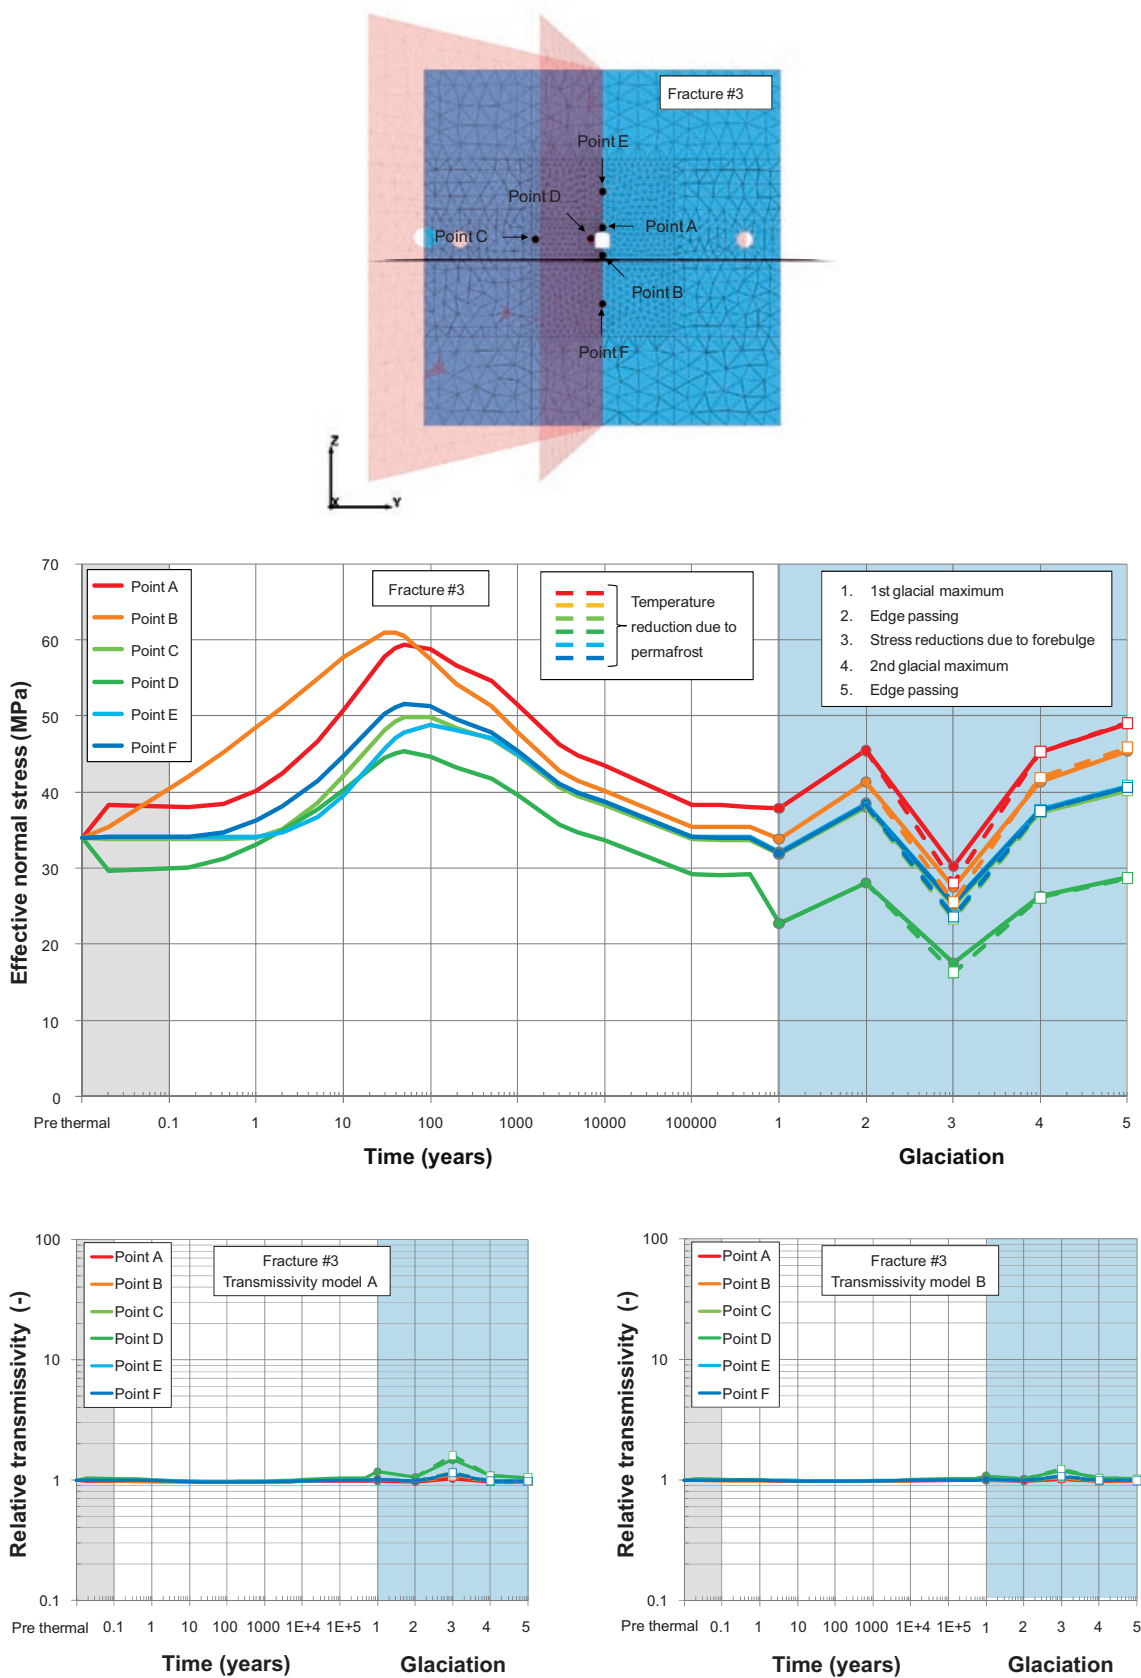 Fracture #3
Point E
Point D
Point A
Point C
Point B
Point F
Z
X
Y
70
60
50
40
30
20
10
0
Effective normal stress (MPa)
Point A
Point B
Point C
Point D
Point E
Point F
Fracture #3
Temperature
reduction due to
permafrost
1. 1st glacial maximum
2. Edge passing
3. Stress reductions due to forebulge
4. 2nd glacial maximum
5. Edge passing
Pre thermal 0.1 1 10 100 1000 10000 100000 1 2 3 4 5
Time (years) Glaciation
100
10
1
0.1
Relative transmissivity (-)
Point A
Point B
Point C
Point D
Point E
Point F
Fracture #3
Transmissivity model A
Pre thermal 0.1 1 10 100 1000 1E+4 1E+5 1 2 3 4 5
Time (years) Glaciation
100
10
1
0.1
Relative transmissivity (-)
Point A
Point B
Point C
Point D
Point E
Point F
Fracture #3
Transmissivity model B
Pre thermal 0.1 1 10 100 1000 1E+4 1E+5 1 2 3 4 5
Time (years) Glaciation